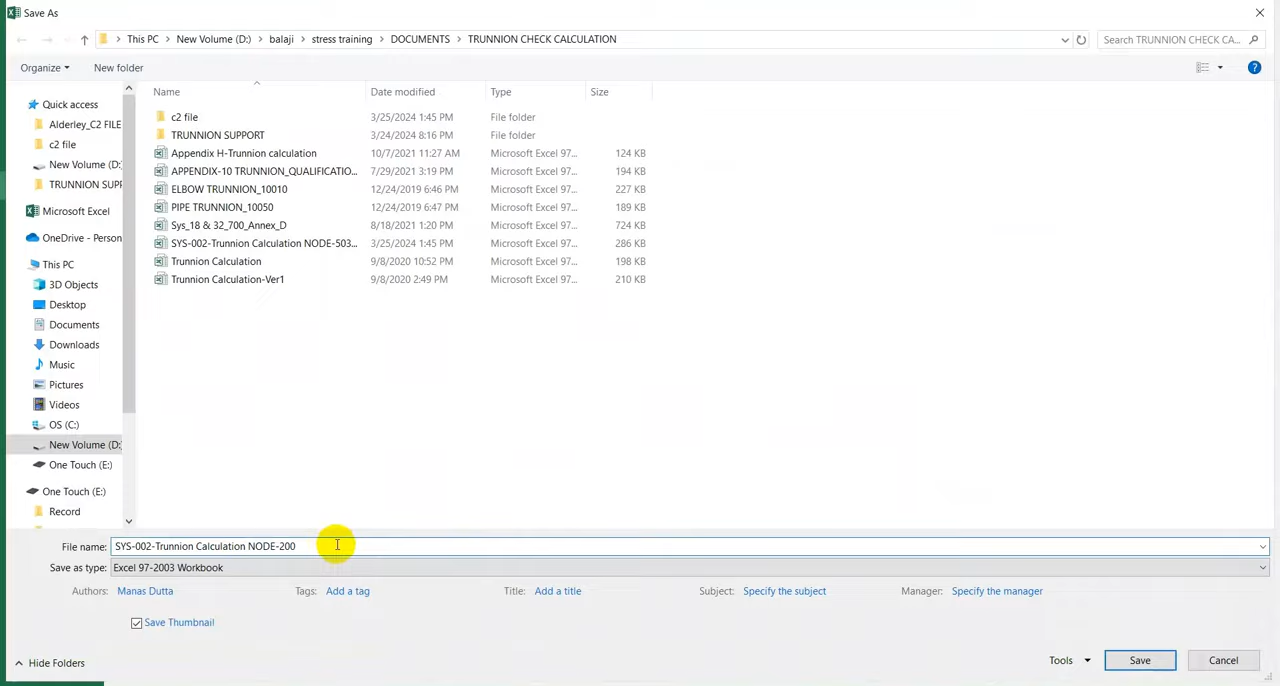 Save As
This PC > New Volume (D:) > balaji > stress training > DOCUMENTS > TRUNNION CHECK CALCULATION
Search TRUNNION CHECK CA...
Organize
New folder
Name Date modified Type Size
c2 file 3/25/2024 1:45 PM File folder
TRUNNION SUPPORT 3/24/2024 8:16 PM File folder
Appendix H-Trunnion calculation 10/7/2021 11:27 AM Microsoft Excel 97... 124 KB
APPENDIX-10 TRUNNION_QUALIFICATIO... 7/29/2021 3:19 PM Microsoft Excel 97... 194 KB
ELBOW TRUNNION_10010 12/24/2019 6:46 PM Microsoft Excel 97... 227 KB
PIPE TRUNNION_10050 12/24/2019 6:47 PM Microsoft Excel 97... 189 KB
Sys_18 & 32_700_Annex_D 8/18/2021 1:20 PM Microsoft Excel 97... 724 KB
SYS-002-Trunnion Calculation NODE-503... 3/25/2024 1:45 PM Microsoft Excel 97... 286 KB
Trunnion Calculation 9/8/2020 10:52 PM Microsoft Excel 97... 198 KB
Trunnion Calculation-Ver1 9/8/2020 2:49 PM Microsoft Excel 97... 210 KB
Quick access
Alderley_C2 FILE
c2 file
New Volume (D:
TRUNNION SUPP
Microsoft Excel
OneDrive - Person
This PC
3D Objects
Desktop
Documents
Downloads
Music
Pictures
Videos
OS (C:)
New Volume (D:
One Touch (E:)
One Touch (E:)
Record
File name: SYS-002-Trunnion Calculation NODE-200
Save as type: Excel 97-2003 Workbook
Authors: Manas Dutta Tags: Add a tag Title: Add a title Subject: Specify the subject Manager: Specify the manager
Save Thumbnail
Hide Folders
Tools Save Cancel